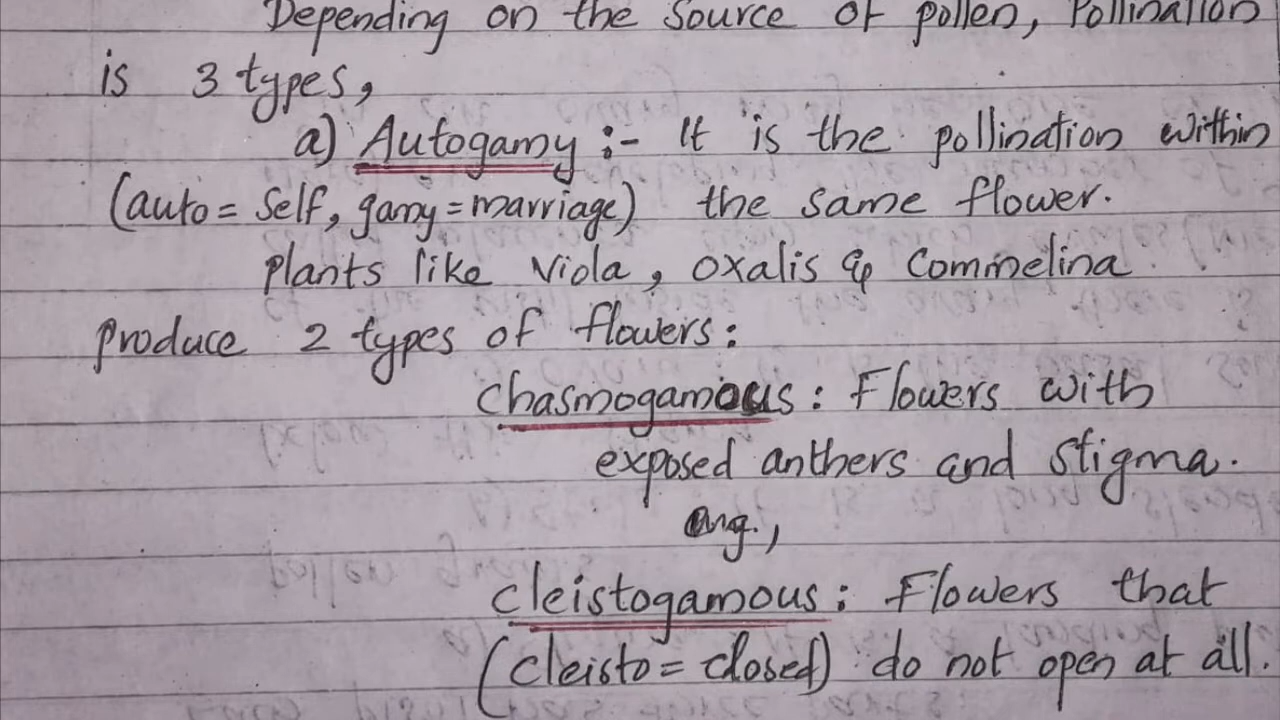 Depending on the source of pollen, Pollination
is 3 types,
a) Autogamy :- It is the pollination within
(auto = Self, gamy = marriage) the same flower.
Plants like Viola, Oxalis & Commelina
produce 2 types of flowers:
Chasmogamous: Flowers with
exposed anthers and stigma.
Cleistogamous: Flowers that
(Cleisto = closed) do not open at all.